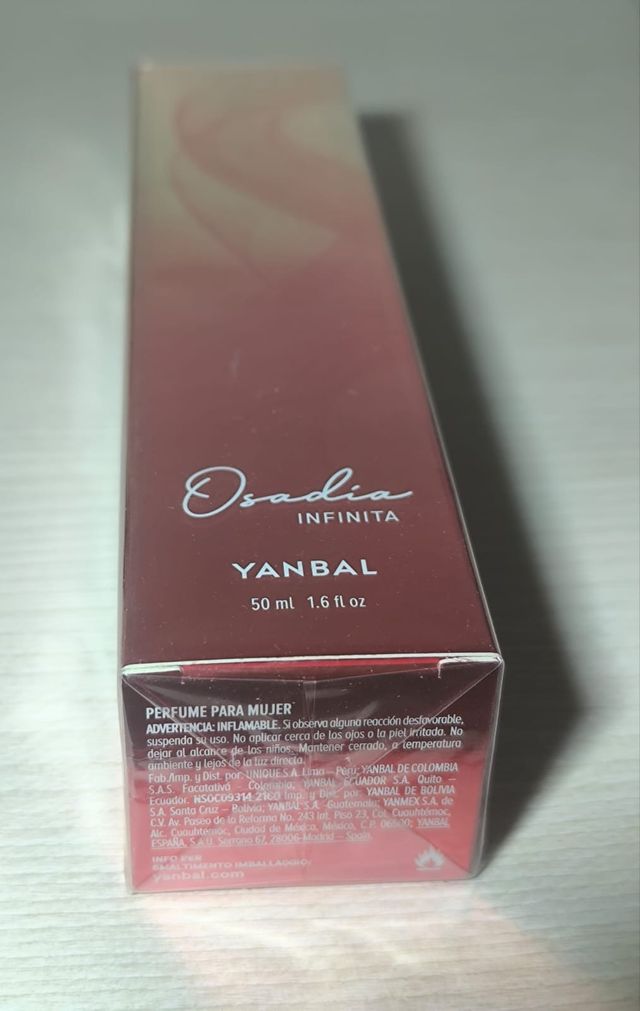 Osadía
INFINITA
YANBAL
50 ml 1.6 fl oz
PERFUME PARA MUJER
ADVERTENCIA: INFLAMABLE. Si observa alguna reacción desfavorable,
suspenda su uso. No aplicar cerca de los ojos o la piel irritada. No
dejar al alcance de los niños. Mantener cerrado, a temperatura
ambiente y lejos de la luz directa.
Fab./Imp. y Dist. por: UNIQUE S.A. Lima – Perú; YANBAL DE COLOMBIA
S.A.S. Facatativá – Colombia; YANBAL ECUADOR S.A. Quito –
Ecuador. Imp. y Dist. por: YANBAL DE BOLIVIA
S.A. Santa Cruz – Bolivia; YANBAL S.A. -Guatemala; YANMEX S.A. de
C.V. Av. Paseo de la Reforma No. 243 Int. Piso 23, Col. Cuauhtémoc,
Alc. Cuauhtémoc, Ciudad de México, México, C.P. 06500; YANBAL
ESPAÑA, S.A.U. Serrano 67, 28006-Madrid – Spain.
INFO PER
SMALTIMENTO IMBALLAGGIO:
yanbal.com